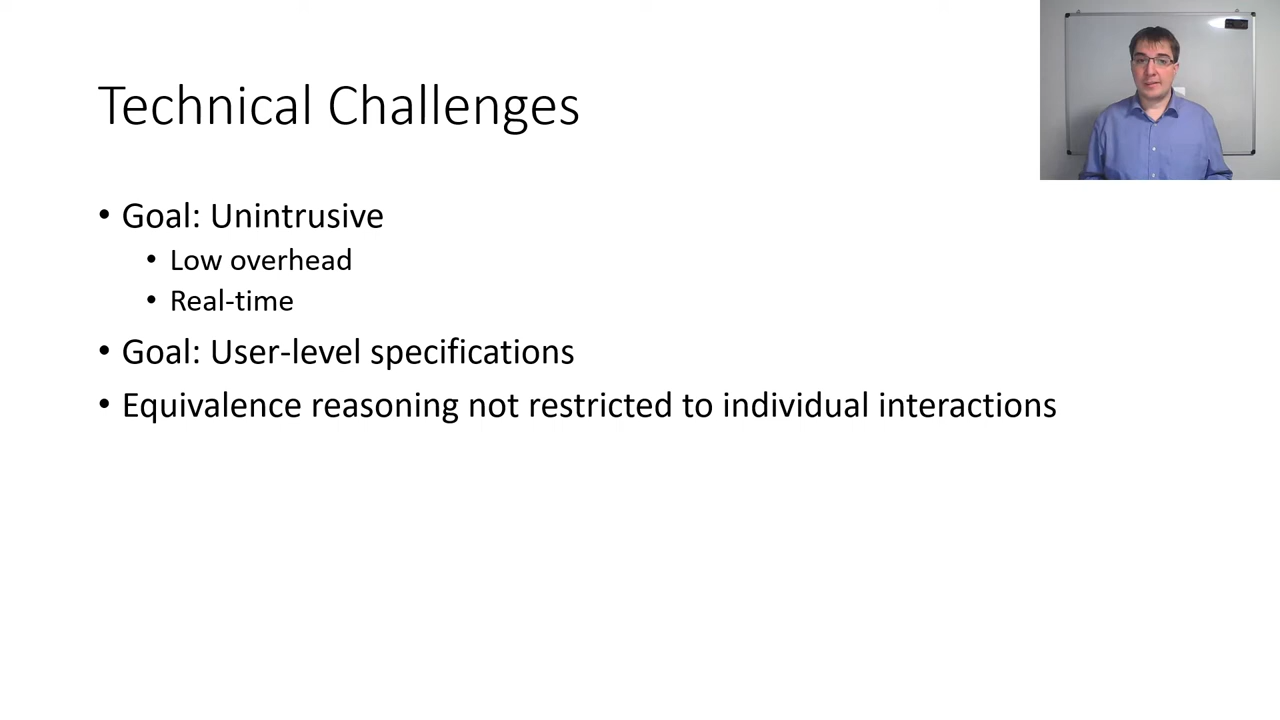 Technical Challenges
• Goal: Unintrusive
• Low overhead
• Real-time
• Goal: User-level specifications
• Equivalence reasoning not restricted to individual interactions